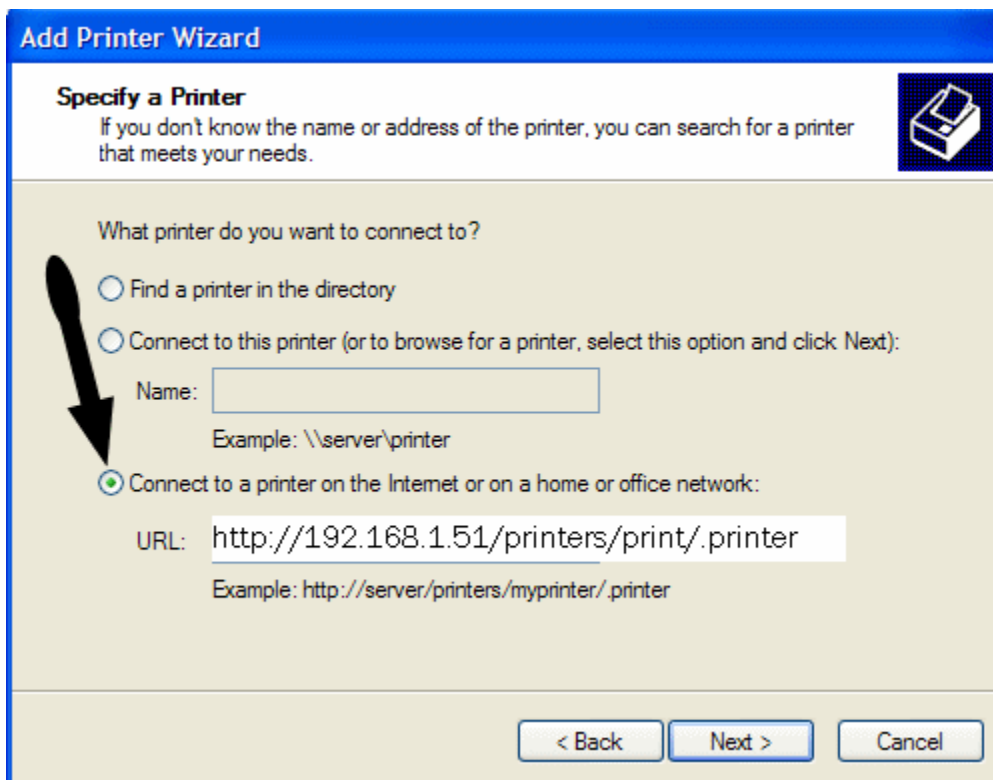 Add Printer Wizard
Specify a Printer
If you don't know the name or address of the printer, you can search for a printer
that meets your needs.
What printer do you want to connect to?
Find a printer in the directory
Connect to this printer (or to browse for a printer, select this option and click Next):
Name:
Example: \\server\printer
Connect to a printer on the Internet or on a home or office network:
URL: http://192.168.1.51/printers/print/.printer
Example: http://server/printers/myprinter/.printer
< Back Next > Cancel